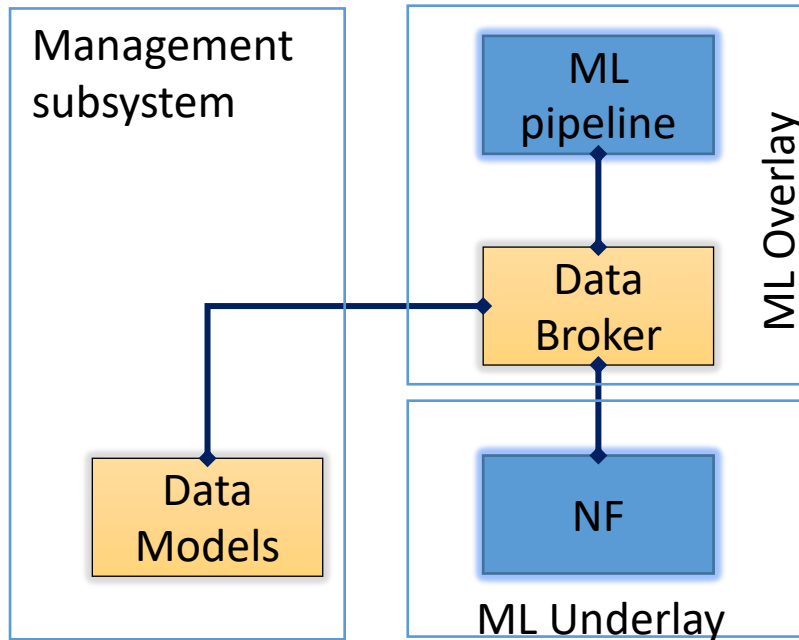 Management
subsystem
ML
pipeline
ML Overlay
Data
Broker
Data
Models
NF
ML Underlay